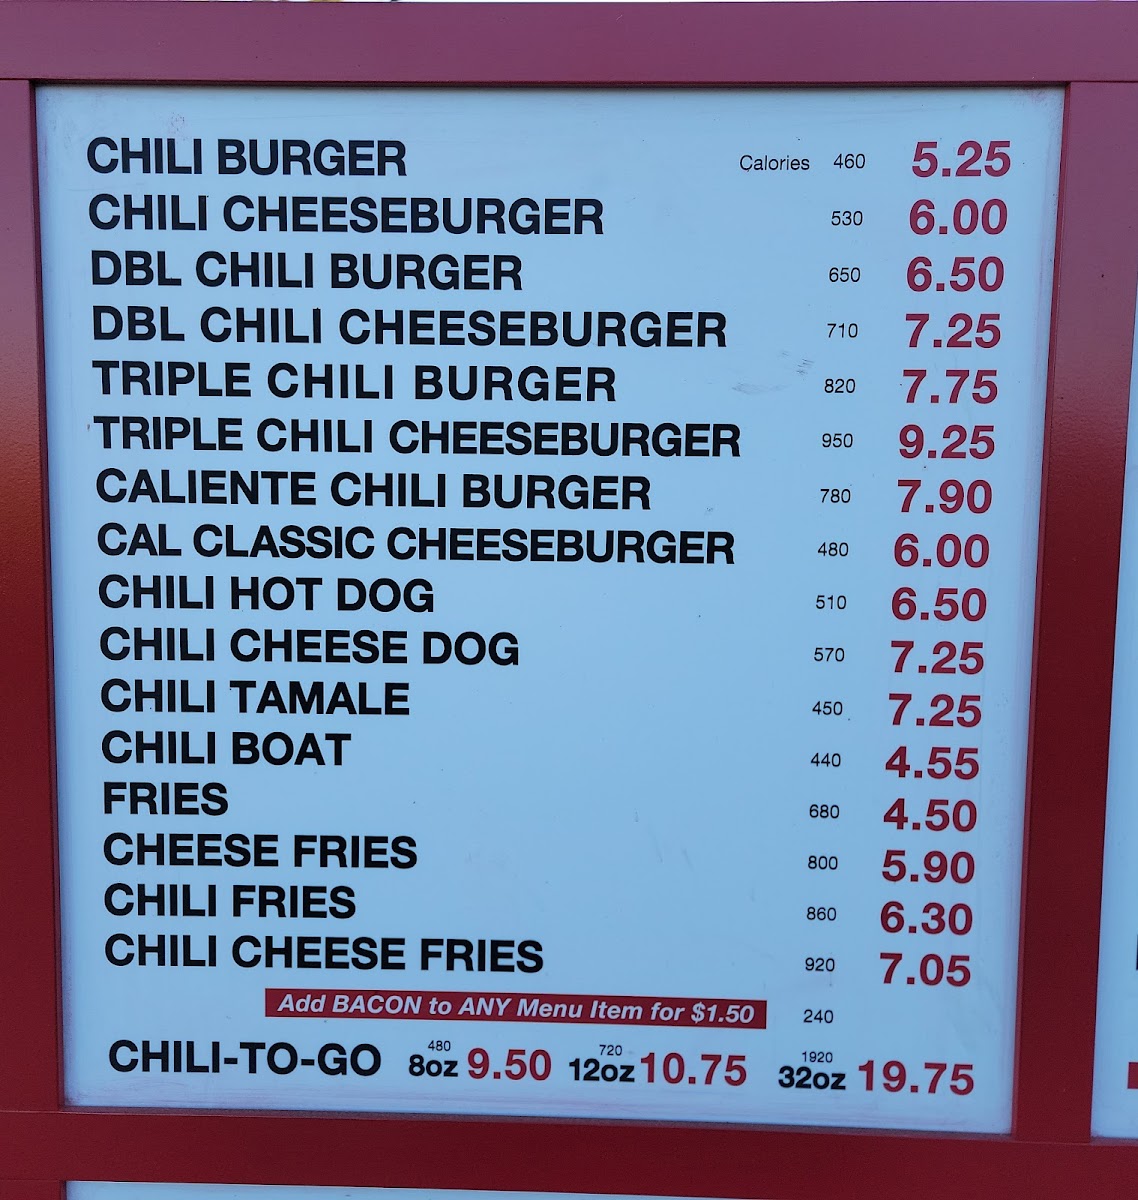 CHILI BURGER Calories 460 5.25
CHILI CHEESEBURGER 530 6.00
DBL CHILI BURGER 650 6.50
DBL CHILI CHEESEBURGER 710 7.25
TRIPLE CHILI BURGER 820 7.75
TRIPLE CHILI CHEESEBURGER 950 9.25
CALIENTE CHILI BURGER 780 7.90
CAL CLASSIC CHEESEBURGER 480 6.00
CHILI HOT DOG 510 6.50
CHILI CHEESE DOG 570 7.25
CHILI TAMALE 450 7.25
CHILI BOAT 440 4.55
FRIES 680 4.50
CHEESE FRIES 800 5.90
CHILI FRIES 860 6.30
CHILI CHEESE FRIES 920 7.05
Add BACON to ANY Menu Item for $1.50 240
CHILI-TO-GO 480 8oz 9.50 720 12oz 10.75 1920 32oz 19.75